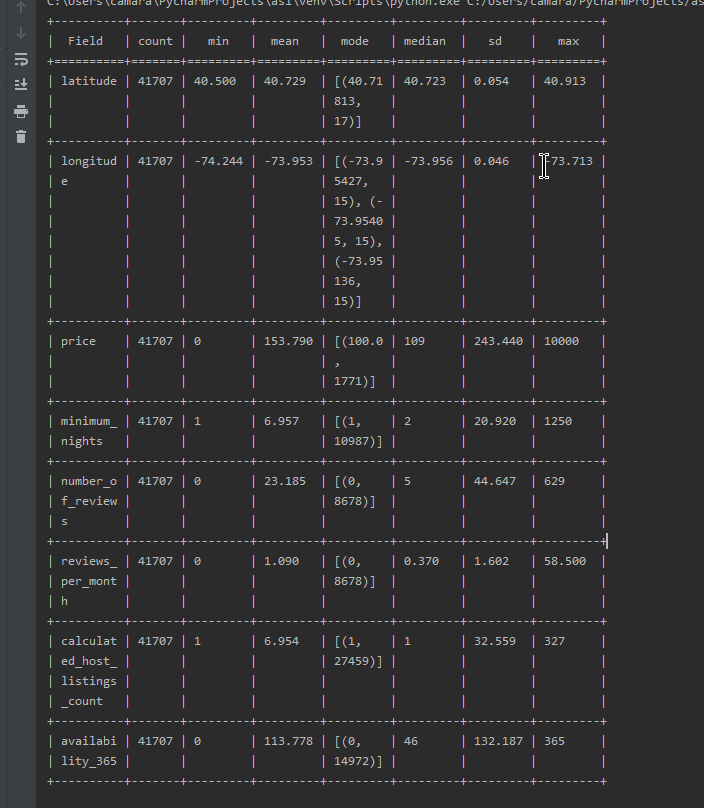 C:\Users\camara\PycharmProjects\asi\venv\Scripts\python.exe C:/Users/camara/PycharmProjects/as
+----------+-------+---------+---------+--------+---------+---------+---------+
| Field | count | min | mean | mode | median | sd | max |
+==========+=======+=========+=========+========+=========+=========+=========+
| latitude | 41707 | 40.500 | 40.729 | [(40.71 | 40.723 | 0.054 | 40.913 |
| | | | | 813, | | | |
| | | | | 17)] | | | |
+----------+-------+---------+---------+--------+---------+---------+---------+
| longitud | 41707 | -74.244 | -73.953 | [(-73.9 | -73.956 | 0.046 | -73.713 |
| e | | | | 5427, | | | |
| | | | | 15), (- | | | |
| | | | | 73.9540 | | | |
| | | | | 5, 15), | | | |
| | | | | (-73.95 | | | |
| | | | | 136, | | | |
| | | | | 15)] | | | |
+----------+-------+---------+---------+--------+---------+---------+---------+
| price | 41707 | 0 | 153.790 | [(100.0 | 109 | 243.440 | 10000 |
| | | | | , | | | |
| | | | | 1771)] | | | |
+----------+-------+---------+---------+--------+---------+---------+---------+
| minimum_ | 41707 | 1 | 6.957 | [(1, | 2 | 20.920 | 1250 |
| nights | | | | 10987)] | | | |
+----------+-------+---------+---------+--------+---------+---------+---------+
| number_o | 41707 | 0 | 23.185 | [(0, | 5 | 44.647 | 629 |
| f_review | | | | 8678)] | | | |
| s | | | | | | | |
+----------+-------+---------+---------+--------+---------+---------+---------+
| reviews_ | 41707 | 0 | 1.090 | [(0, | 0.370 | 1.602 | 58.500 |
| per_mont | | | | 8678)] | | | |
| h | | | | | | | |
+----------+-------+---------+---------+--------+---------+---------+---------+
| calculat | 41707 | 1 | 6.954 | [(1, | 1 | 32.559 | 327 |
| ed_host_ | | | | 27459)] | | | |
| listings | | | | | | | |
| _count | | | | | | | |
+----------+-------+---------+---------+--------+---------+---------+---------+
| availabi | 41707 | 0 | 113.778 | [(0, | 46 | 132.187 | 365 |
| lity_365 | | | | 14972)] | | | |
+----------+-------+---------+---------+--------+---------+---------+---------+